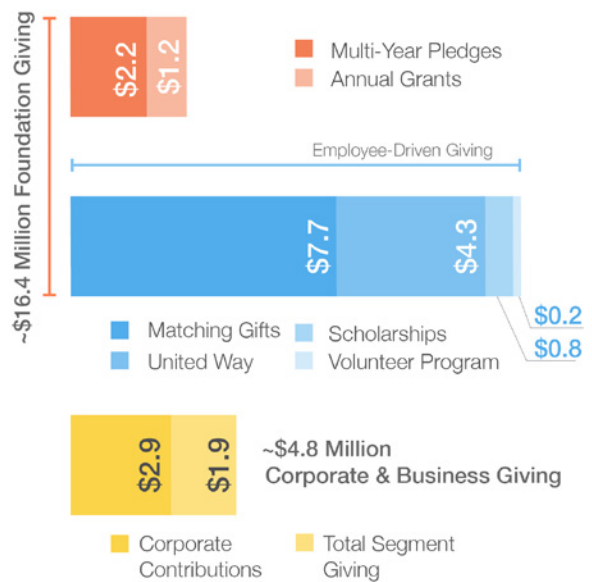 ~$16.4 Million Foundation Giving
$2.2
$1.2
Multi-Year Pledges
Annual Grants
Employee-Driven Giving
$7.7
$4.3
$0.2
$0.8
Matching Gifts
Scholarships
United Way
Volunteer Program
$2.9
$1.9
~$4.8 Million
Corporate & Business Giving
Corporate
Contributions
Total Segment
Giving